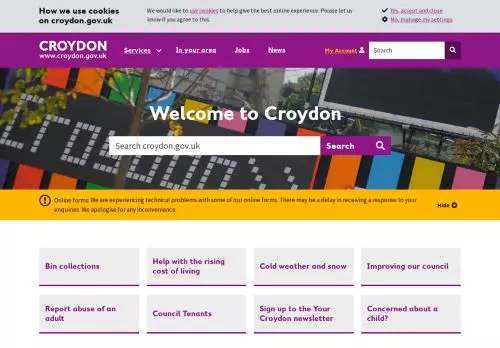 How we use cookies
on croydon.gov.uk
We would like to use cookies to help give the best online experience. Please let us
know if you agree to this.
Yes, accept and close
No, manage my settings
CROYDON
www.croydon.gov.uk
Services
In your area
Jobs
News
My Account
Search
Welcome to Croydon
Search croydon.gov.uk
Search
Online forms We are experiencing technical problems with some of our online forms. There may be a delay in receiving a response to your
enquiries. We apologise for any inconvenience
Hide
Bin collections
Help with the rising
cost of living
Cold weather and snow
Improving our council
Report abuse of an
adult
Council Tenants
Sign up to the Your
Croydon newsletter
Concerned about a
child?